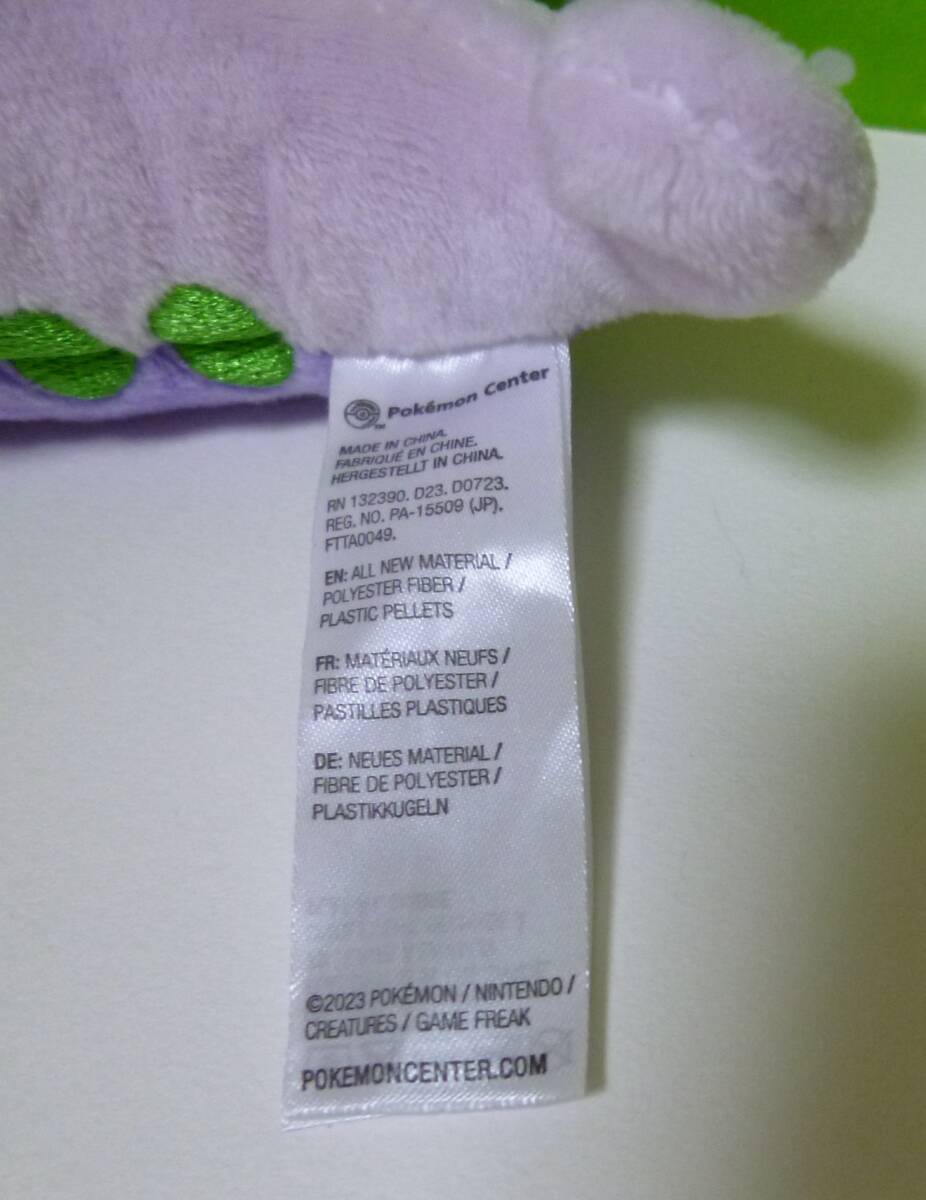 Pokémon Center
TM
MADE IN CHINA.
FABRIQUÉ EN CHINE.
HERGESTELLT IN CHINA.
RN 132390. D23. D0723.
REG. NO. PA-15509 (JP).
FTTA0049.
EN: ALL NEW MATERIAL /
POLYESTER FIBER /
PLASTIC PELLETS
FR: MATÉRIAUX NEUFS /
FIBRE DE POLYESTER /
PASTILLES PLASTIQUES
DE: NEUES MATERIAL /
FIBRE DE POLYESTER /
PLASTIKKUGELN
©2023 POKÉMON / NINTENDO /
CREATURES / GAME FREAK
POKEMONCENTER.COM